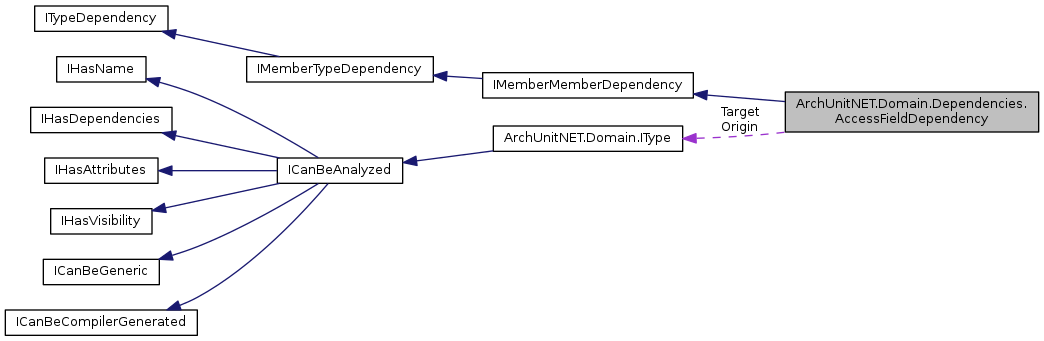 ITypeDependency
IHasName
IMemberTypeDependency
IMemberMemberDependency
ArchUnitNET.Domain.Dependencies.
AccessFieldDependency
Target
Origin
IHasDependencies
ArchUnitNET.Domain.IType
IHasAttributes
ICanBeAnalyzed
IHasVisibility
ICanBeGeneric
ICanBeCompilerGenerated